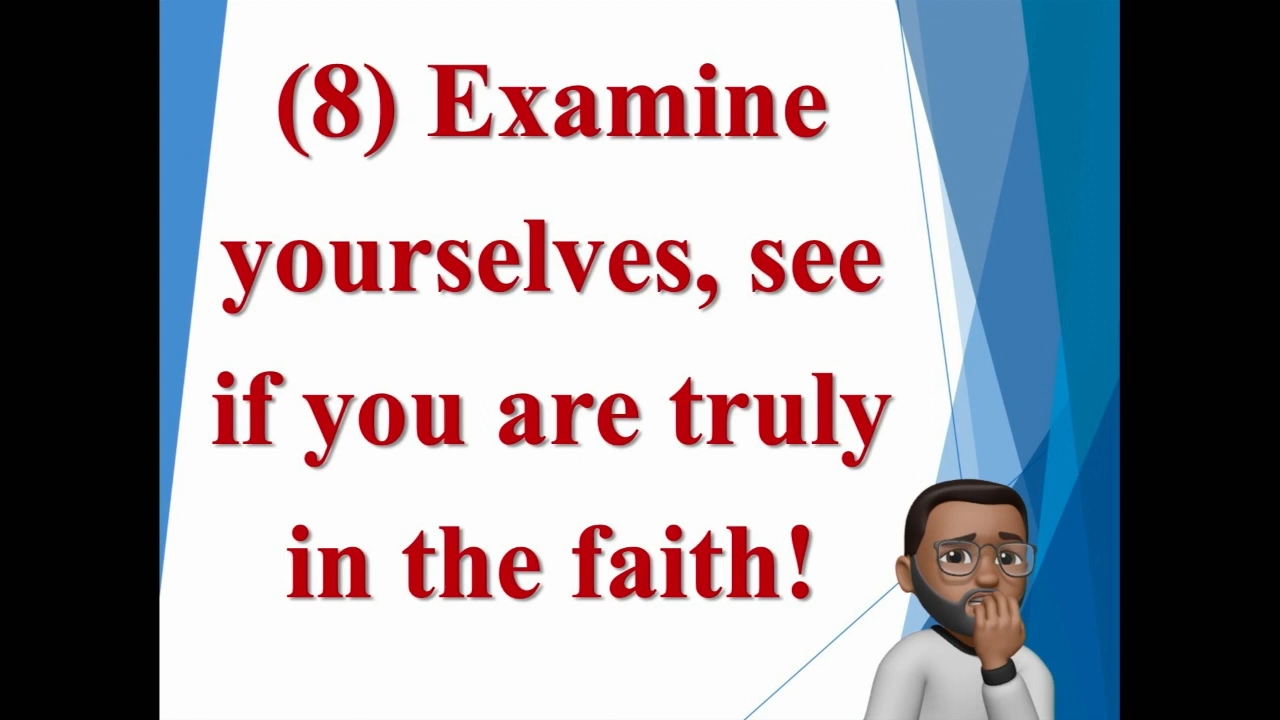 (8) Examine
yourselves, see
if you are truly
in the faith!